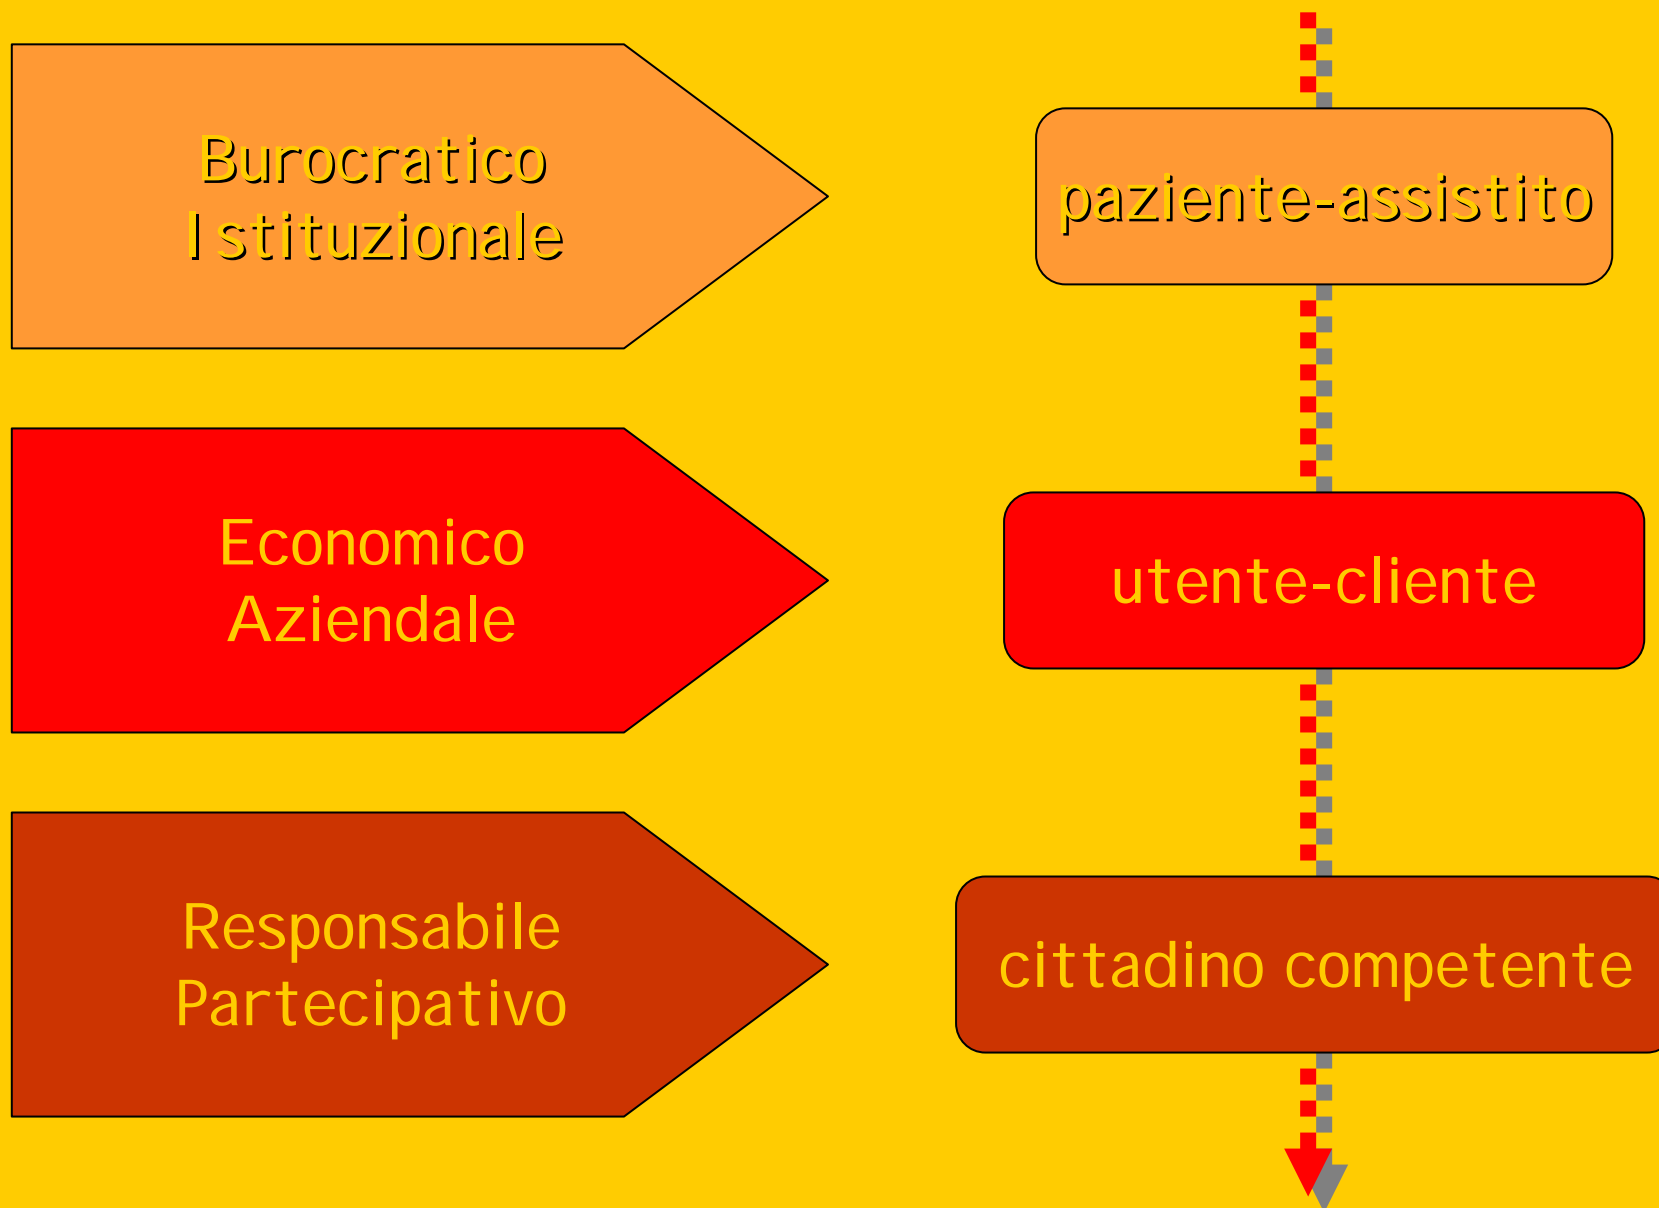 Burocratico
Istituzionale
paziente-assistito
Economico
Aziendale
utente-cliente
Responsabile
Partecipativo
cittadino competente